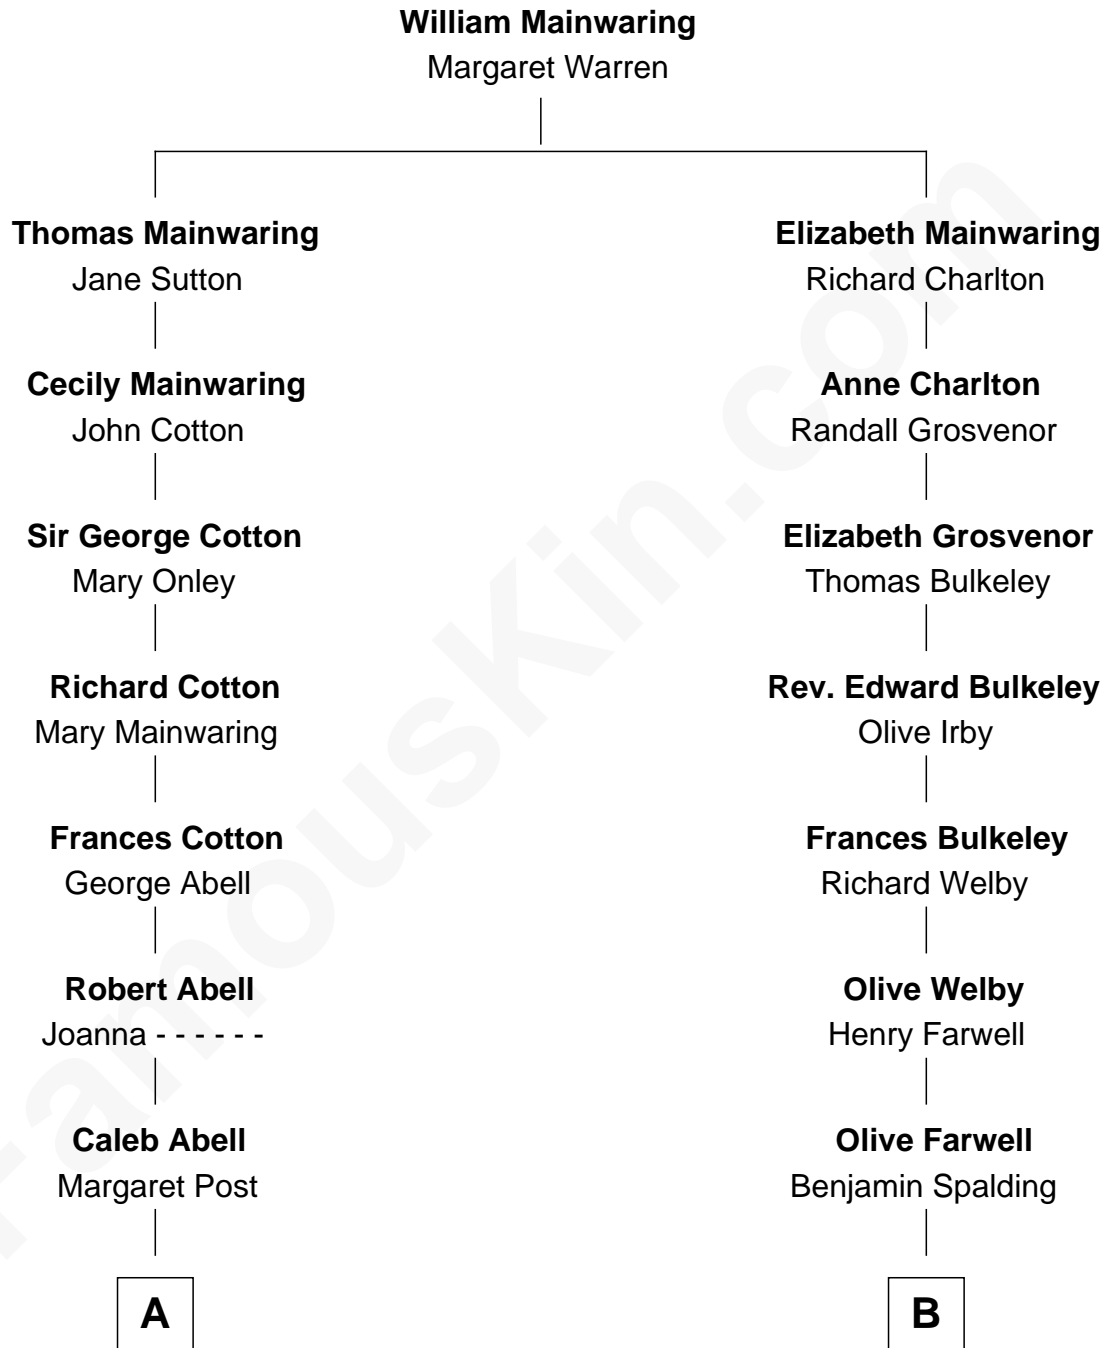 William Mainwaring
Margaret Warren
Thomas Mainwaring
Jane Sutton
Elizabeth Mainwaring
Richard Charlton
Cecily Mainwaring
John Cotton
Anne Charlton
Randall Grosvenor
Sir George Cotton
Mary Onley
Elizabeth Grosvenor
Thomas Bulkeley
Richard Cotton
Mary Mainwaring
Rev. Edward Bulkeley
Olive Irby
Frances Cotton
George Abell
Frances Bulkeley
Richard Welby
Robert Abell
Joanna - - - - - -
Olive Welby
Henry Farwell
Caleb Abell
Margaret Post
Olive Farwell
Benjamin Spalding
A
B
FamousKin.com